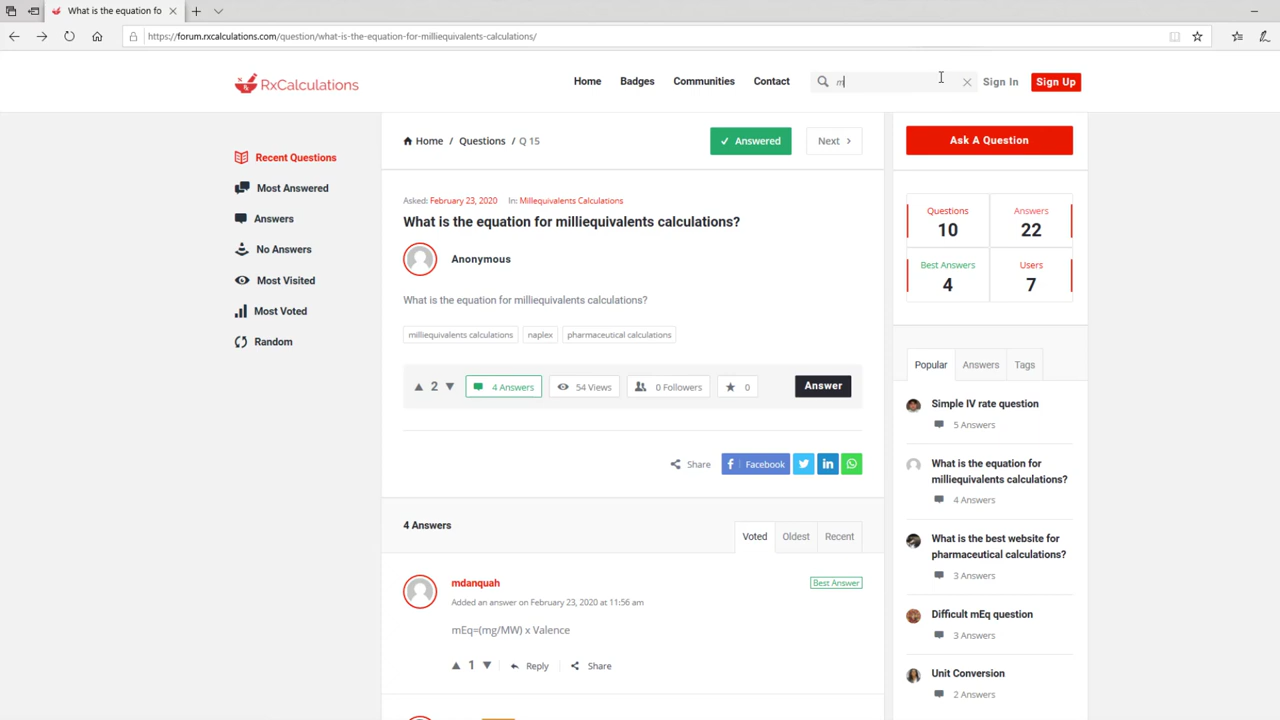 What is the equation fo
https://forum.rxcalculations.com/question/what-is-the-equation-for-milliequivalents-calculations/
RxCalculations
Home
Badges
Communities
Contact
m
Sign In
Sign Up
Recent Questions
Most Answered
Answers
No Answers
Most Visited
Most Voted
Random
Home / Questions / Q 15
Answered
Next
Asked: February 23, 2020 In: Millequivalents Calculations
What is the equation for milliequivalents calculations?
Anonymous
What is the equation for milliequivalents calculations?
milliequivalents calculations
naplex
pharmaceutical calculations
2
4 Answers
54 Views
0 Followers
0
Answer
Share
Facebook
4 Answers
Voted
Oldest
Recent
mdanquah
Best Answer
Added an answer on February 23, 2020 at 11:56 am
mEq=(mg/MW) x Valence
1
Reply
Share
Ask A Question
Questions
10
Answers
22
Best Answers
4
Users
7
Popular
Answers
Tags
Simple IV rate question
5 Answers
What is the equation for
milliequivalents calculations?
4 Answers
What is the best website for
pharmaceutical calculations?
3 Answers
Difficult mEq question
3 Answers
Unit Conversion
2 Answers